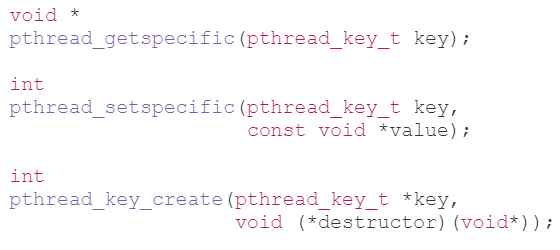 void *
pthread_getspecific(pthread_key_t key);
int
pthread_setspecific(pthread_key_t key,
const void *value);
int
pthread_key_create(pthread_key_t *key,
void (*destructor)(void*));